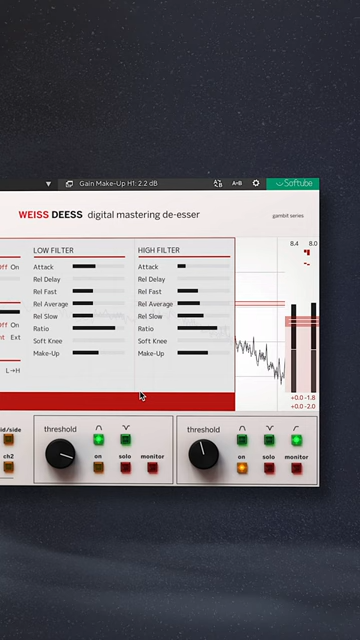 Gain Make-Up H1: 2.2 dB
A▸B
Softube
WEISS DEESS digital mastering de-esser
gambit series
LOW FILTER
HIGH FILTER
8.4 8.0
Off On
Attack
Rel Delay
Rel Fast
Rel Average
Rel Slow
Ratio
Soft Knee
Make-Up
Attack
Rel Delay
Rel Fast
Rel Average
Rel Slow
Ratio
Soft Knee
Make-Up
Off On
Ext
L→H
+0.0 -1.8
+0.0 -2.0
id/side
ch2
threshold
on solo monitor
threshold
on solo monitor